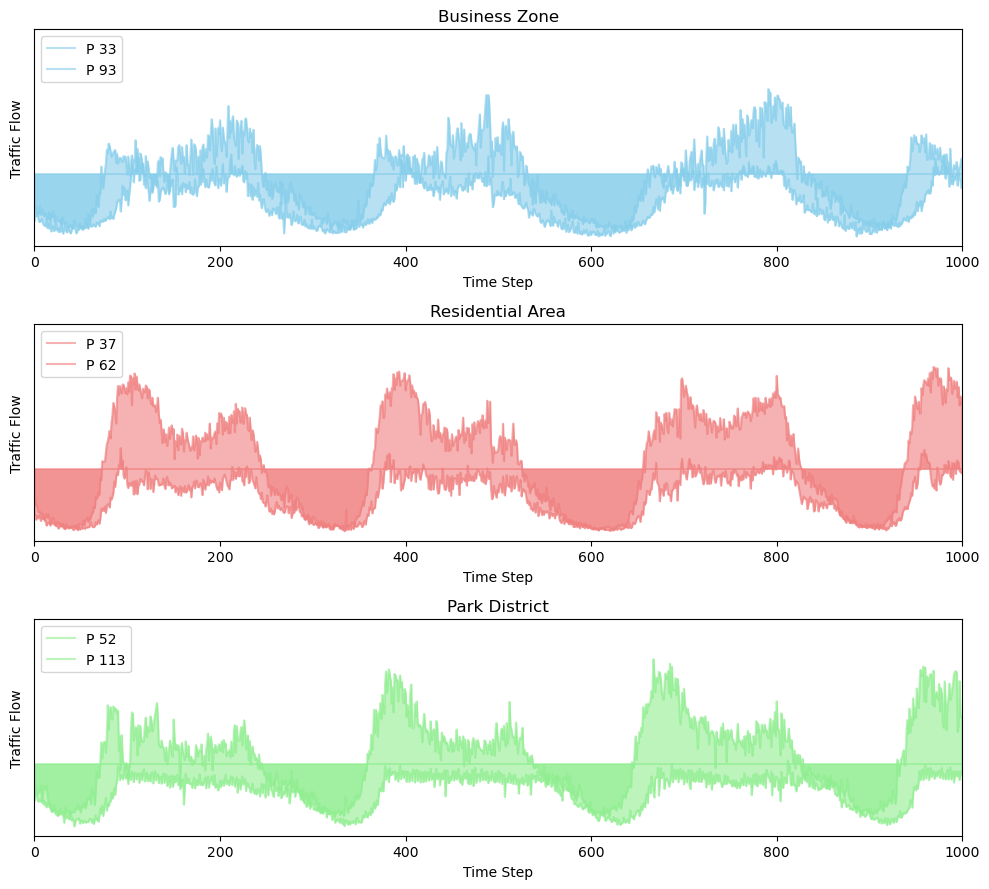 Business Zone
P 33
P 93
Traffic Flow
0 200 400 600 800 1000
Time Step
Residential Area
P 37
P 62
Traffic Flow
0 200 400 600 800 1000
Time Step
Park District
P 52
P 113
Traffic Flow
0 200 400 600 800 1000
Time Step